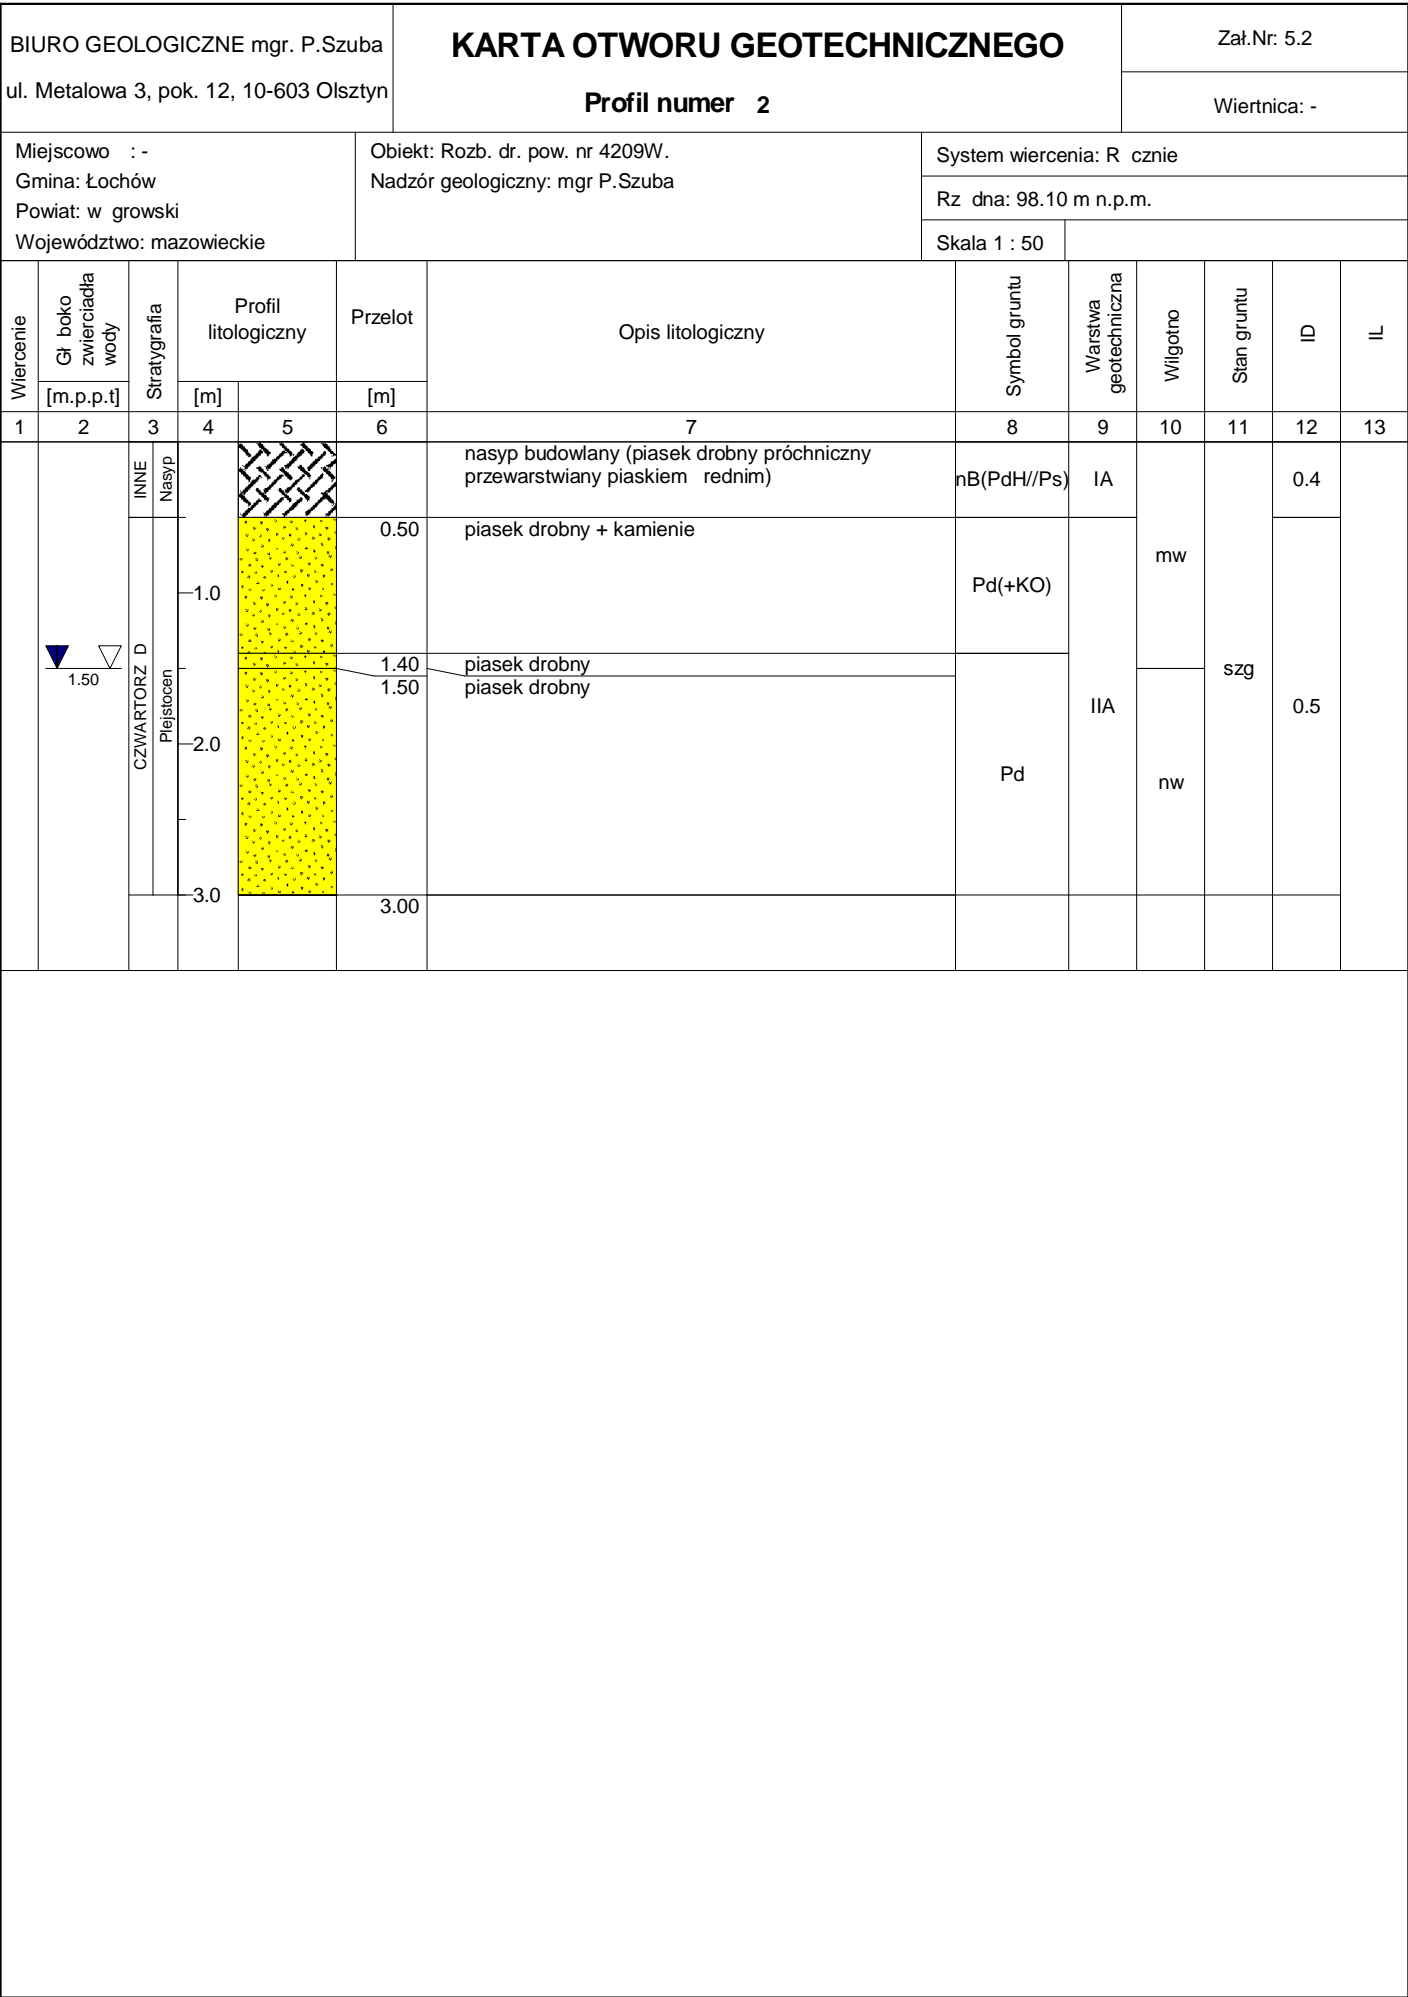 BIURO GEOLOGICZNE mgr. P.Szuba
ul. Metalowa 3, pok. 12, 10-603 Olsztyn
KARTA OTWORU GEOTECHNICZNEGO
Profil numer 2
Zał.Nr: 5.2
Wiertnica: -
Miejscowo : -
Gmina: Łochów
Powiat: w growski
Województwo: mazowieckie
Obiekt: Rozb. dr. pow. nr 4209W.
Nadzór geologiczny: mgr P.Szuba
System wiercenia: R cznie
Rz dna: 98.10 m n.p.m.
Skala 1 : 50
Wiercenie
Gł boko
zwierciadła
wody
[m.p.p.t]
Stratygrafia
Profil
litologiczny
[m]
Przelot
[m]
Opis litologiczny
Symbol gruntu
Warstwa
geotechniczna
Wilgotno
Stan gruntu
ID
IL
1 2 3 4 5 6 7 8 9 10 11 12 13
INNE
Nasyp
nasyp budowlany (piasek drobny próchniczny
przewarstwiany piaskiem rednim)
nB(PdH//Ps)
IA
0.4
0.50
piasek drobny + kamienie
mw
1.0
Pd(+KO)
1.50
CZWARTORZ D
Plejstocen
1.40
piasek drobny
1.50
piasek drobny
szg
IIA
0.5
2.0
Pd
nw
3.0
3.00